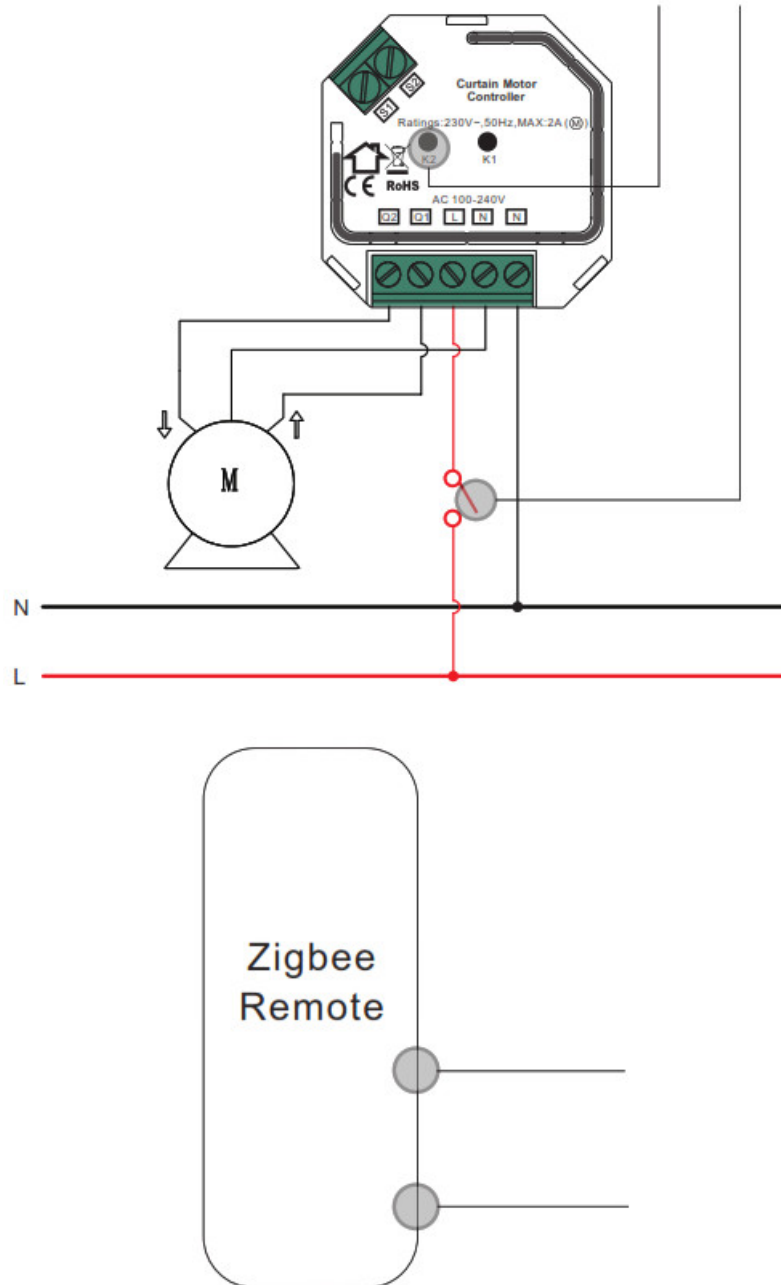 S1
S2
Curtain Motor
Controller
Ratings:230V~,50Hz,MAX:2A (M)
K2
K1
CE RoHS
AC 100-240V
Q2 Q1 L N N
M
N
L
Zigbee
Remote